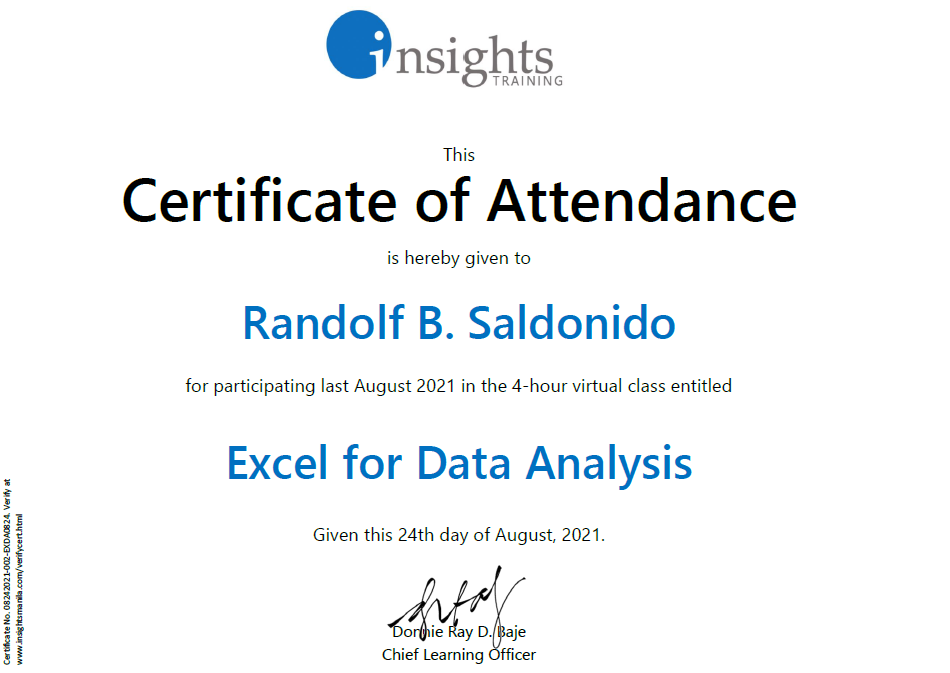 insights
TRAINING
This
Certificate of Attendance
is hereby given to
Randolf B. Saldonido
for participating last August 2021 in the 4-hour virtual class entitled
Excel for Data Analysis
Given this 24th day of August, 2021.
Donnie Ray D. Baje
Chief Learning Officer
Certificate No. 08242021-002-EXDA0824. Verify at
www.insightsmanila.com/verifycert.html